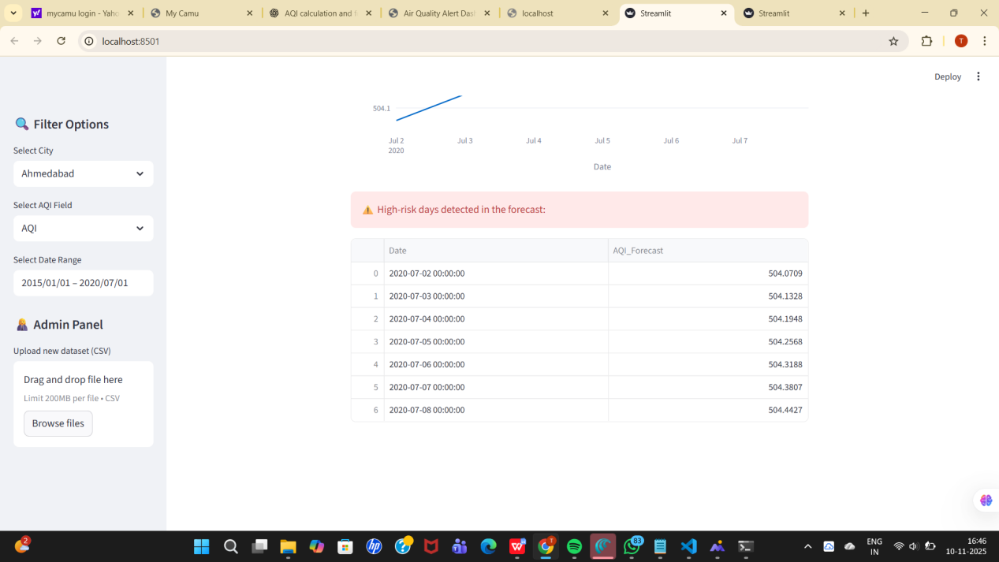 mycamu login - Yaho
My Camu
AQI calculation and f
Air Quality Alert Dash
localhost
Streamlit
Streamlit
localhost:8501
T
Deploy
Filter Options
Select City
Ahmedabad
Select AQI Field
AQI
Select Date Range
2015/01/01 – 2020/07/01
Admin Panel
Upload new dataset (CSV)
Drag and drop file here
Limit 200MB per file • CSV
Browse files
504.1
Jul 2 Jul 3 Jul 4 Jul 5 Jul 6 Jul 7
2020
Date
High-risk days detected in the forecast:
Date AQI_Forecast
0 2020-07-02 00:00:00 504.0709
1 2020-07-03 00:00:00 504.1328
2 2020-07-04 00:00:00 504.1948
3 2020-07-05 00:00:00 504.2568
4 2020-07-06 00:00:00 504.3188
5 2020-07-07 00:00:00 504.3807
6 2020-07-08 00:00:00 504.4427
2
hp
?
W
T
83
ENG
IN
16:46
10-11-2025